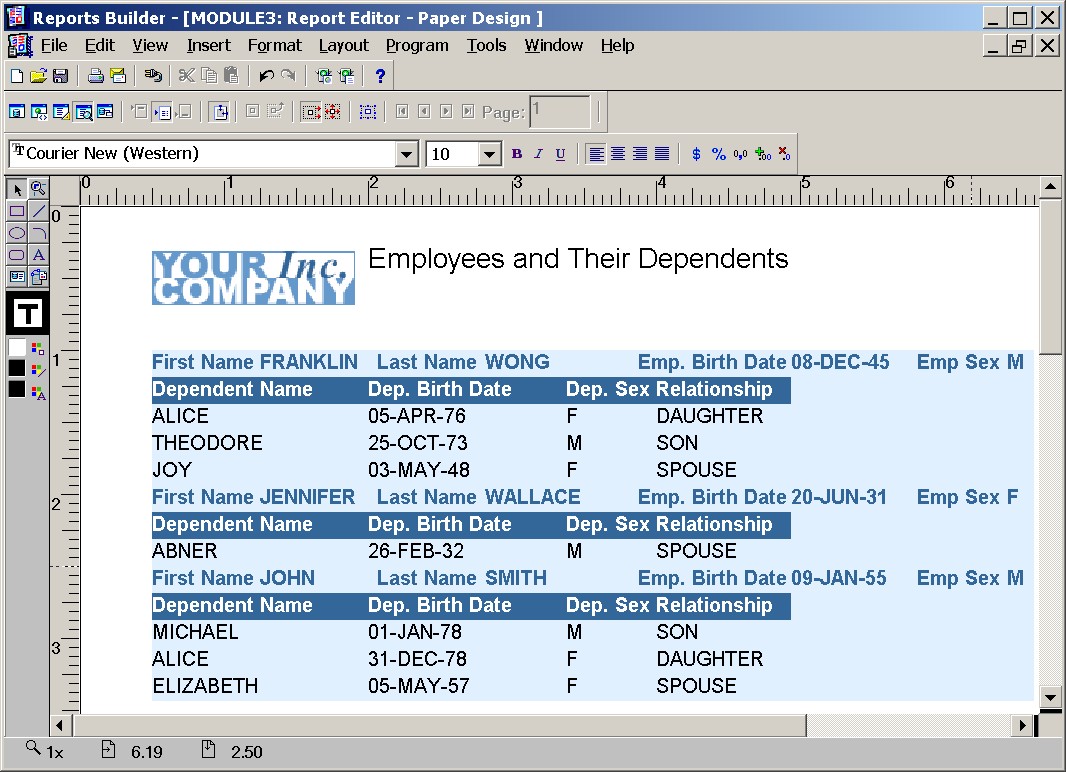 Reports Builder - [MODULE3: Report Editor - Paper Design ]
File Edit View Insert Format Layout Program Tools Window Help
Page: 1
Courier New (Western) 10 B I U $ % 0,0 +.00 x.0
0 1 2 3 4 5 6
0
YOUR Inc. COMPANY
Employees and Their Dependents
1
First Name FRANKLIN Last Name WONG Emp. Birth Date 08-DEC-45 Emp Sex M
Dependent Name Dep. Birth Date Dep. Sex Relationship
ALICE 05-APR-76 F DAUGHTER
THEODORE 25-OCT-73 M SON
JOY 03-MAY-48 F SPOUSE
2
First Name JENNIFER Last Name WALLACE Emp. Birth Date 20-JUN-31 Emp Sex F
Dependent Name Dep. Birth Date Dep. Sex Relationship
ABNER 26-FEB-32 M SPOUSE
First Name JOHN Last Name SMITH Emp. Birth Date 09-JAN-55 Emp Sex M
Dependent Name Dep. Birth Date Dep. Sex Relationship
MICHAEL 01-JAN-78 M SON
3
ALICE 31-DEC-78 F DAUGHTER
ELIZABETH 05-MAY-57 F SPOUSE
1x 6.19 2.50